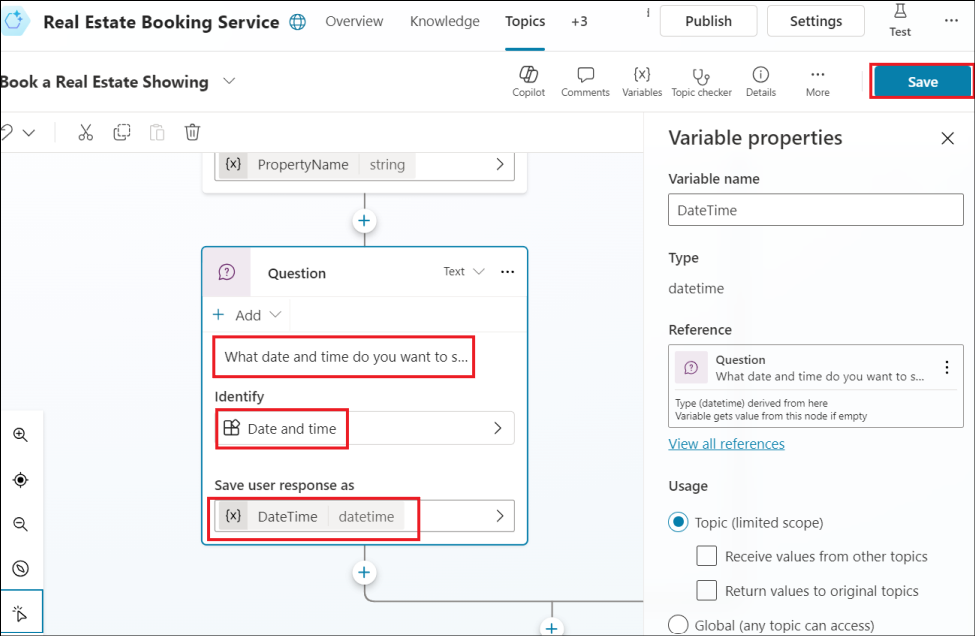 Real Estate Booking Service
Overview
Knowledge
Topics
+3
i
Publish
Settings
Test
...
Book a Real Estate Showing
Copilot
{x}
Comments
Variables
Topic checker
Details
...
More
Save
{x} PropertyName string
Question
Text
...
+ Add
What date and time do you want to s...
Identify
Date and time
Save user response as
{x} DateTime datetime
Variable properties
Variable name
DateTime
Type
datetime
Reference
Question
What date and time do you want to s...
Type (datetime) derived from here
Variable gets value from this node if empty
View all references
Usage
Topic (limited scope)
Receive values from other topics
Return values to original topics
Global (any topic can access)